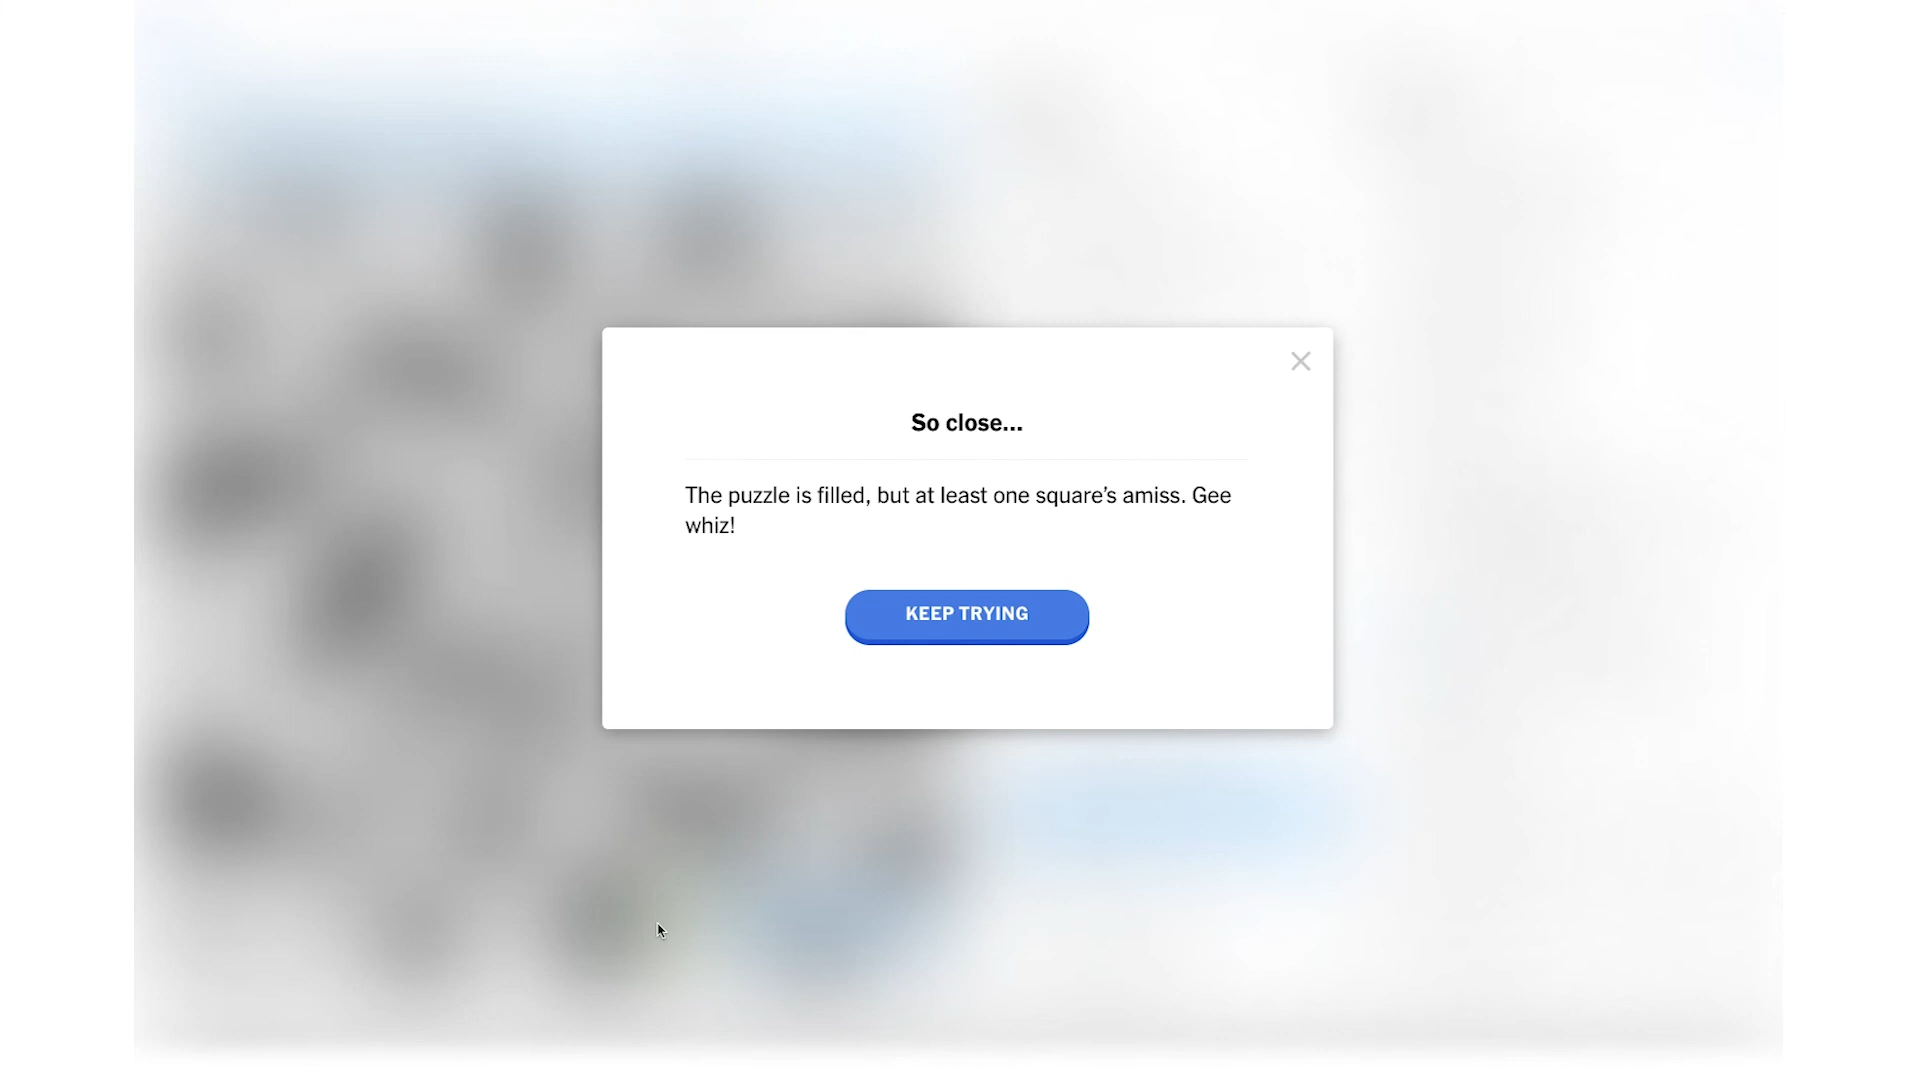 So close...
The puzzle is filled, but at least one square’s amiss. Gee
whiz!
KEEP TRYING